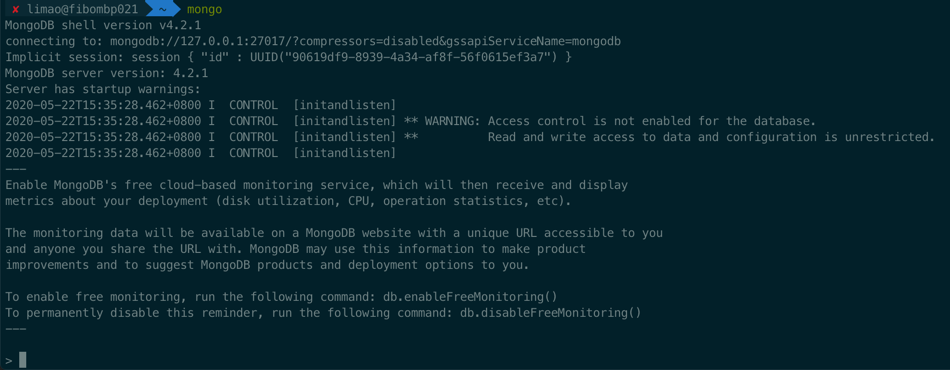 ✘ limao@fibombp021 ~ mongo
MongoDB shell version v4.2.1
connecting to: mongodb://127.0.0.1:27017/?compressors=disabled&gssapiServiceName=mongodb
Implicit session: session { "id" : UUID("90619df9-8939-4a34-af8f-56f0615ef3a7") }
MongoDB server version: 4.2.1
Server has startup warnings:
2020-05-22T15:35:28.462+0800 I  CONTROL  [initandlisten]
2020-05-22T15:35:28.462+0800 I  CONTROL  [initandlisten] ** WARNING: Access control is not enabled for the database.
2020-05-22T15:35:28.462+0800 I  CONTROL  [initandlisten] **          Read and write access to data and configuration is unrestricted.
2020-05-22T15:35:28.462+0800 I  CONTROL  [initandlisten]
---
Enable MongoDB's free cloud-based monitoring service, which will then receive and display
metrics about your deployment (disk utilization, CPU, operation statistics, etc).

The monitoring data will be available on a MongoDB website with a unique URL accessible to you
and anyone you share the URL with. MongoDB may use this information to make product
improvements and to suggest MongoDB products and deployment options to you.

To enable free monitoring, run the following command: db.enableFreeMonitoring()
To permanently disable this reminder, run the following command: db.disableFreeMonitoring()
---

>